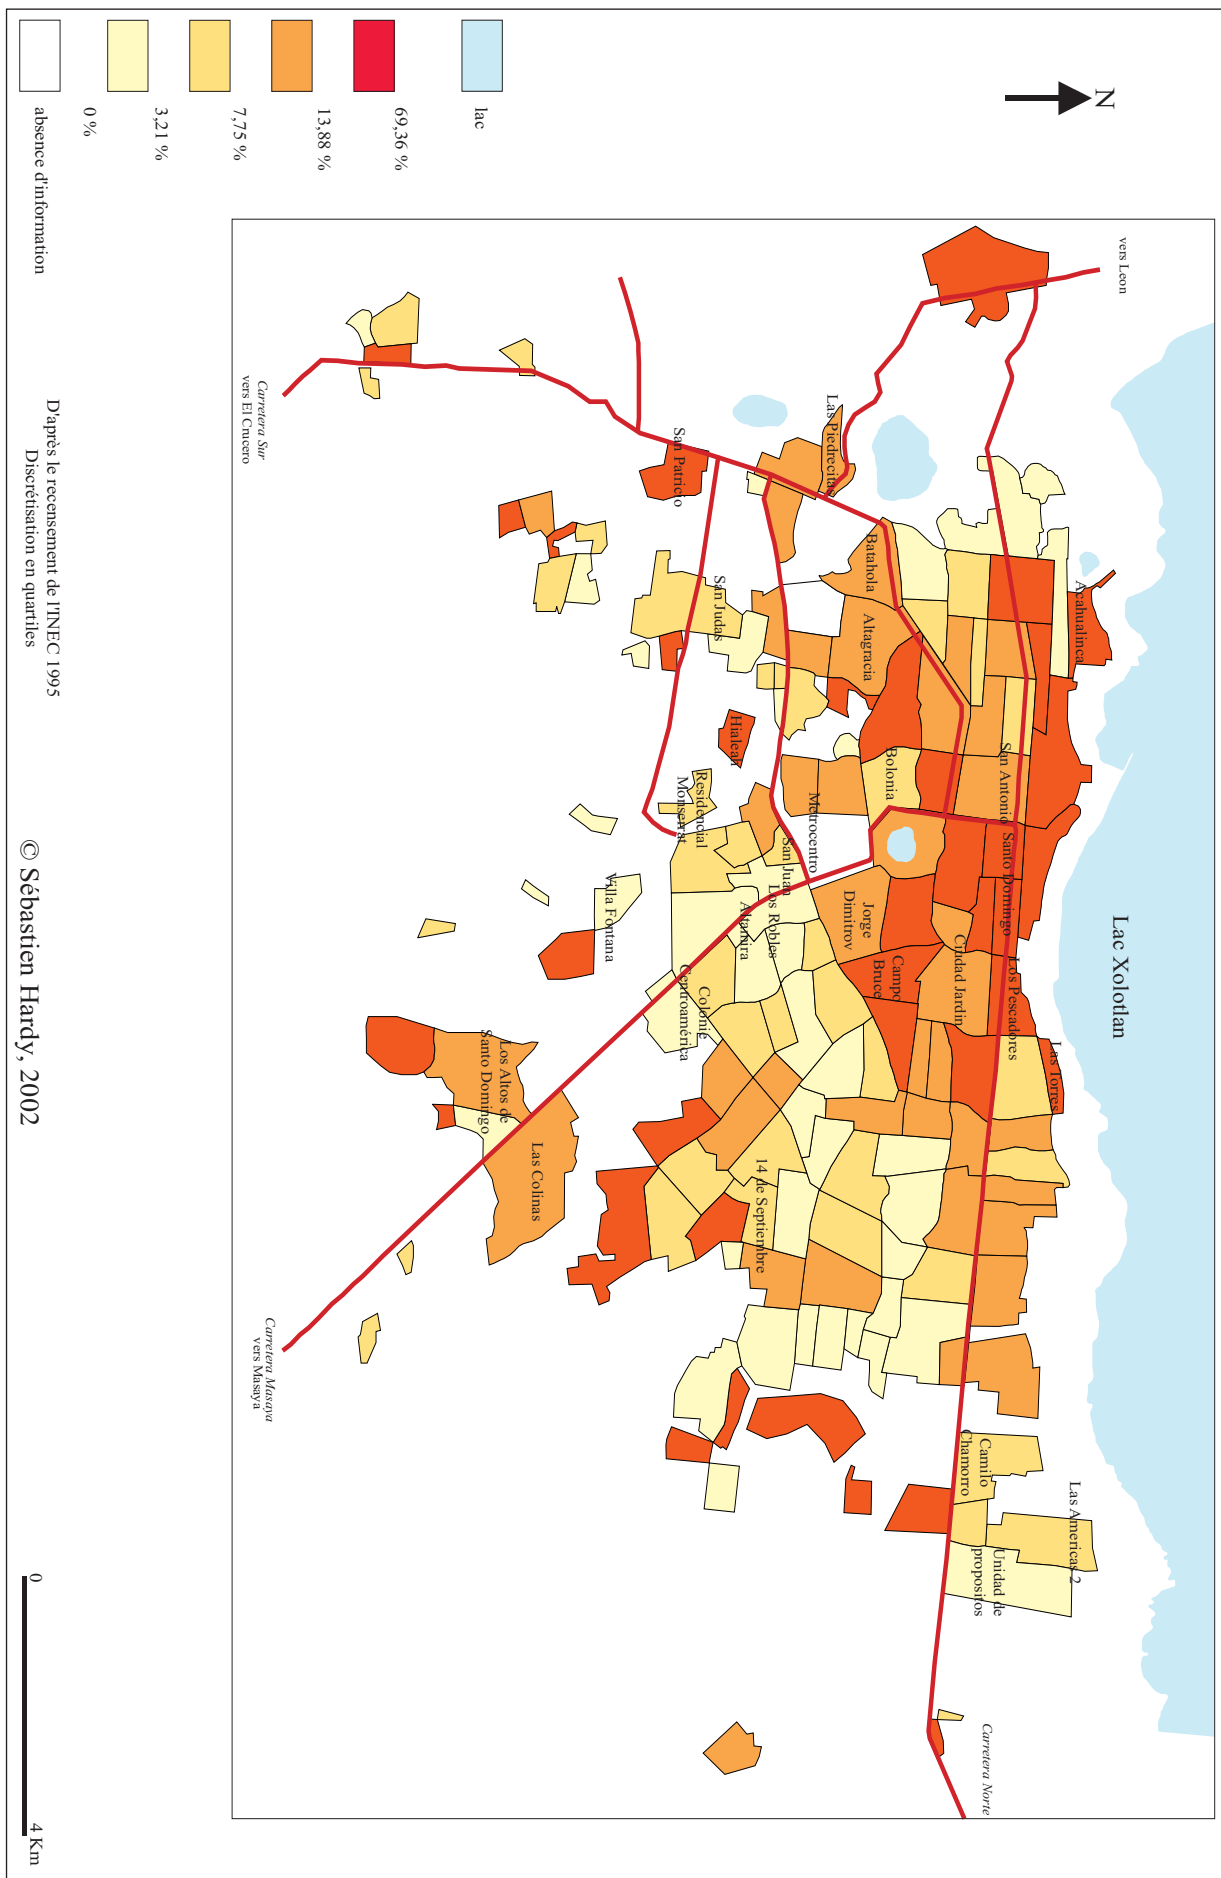 N
vers Leon
Lac Xolotlan
Acahualinca
Las Piedrecitas
Batahola
Altagracia
San Patricio
San Judas
Hialeah
Bolonia
San Antonio
Santo Domingo
Metrocentro
Residencial
Monserrat
San Juan
Los Robles
Altamira
Jorge
Dimitrov
Campo
Bruce
Ciudad Jardin
Los Pescadores
Las Torres
Villa Fontana
Colonie
Centroamérica
Los Altos de
Santo Domingo
Las Colinas
14 de Septiembre
Camilo
Chamorro
Las Americas 2
Unidad de
propositos
Carretera Norte
Carretera Sur
vers El Crucero
Carretera Masaya
vers Masaya
lac
69,36 %
13,88 %
7,75 %
3,21 %
0 %
absence d'information
D'après le recensement de l'INEC 1995
Discrétisation en quartiles
© Sébastien Hardy, 2002
0
4 Km